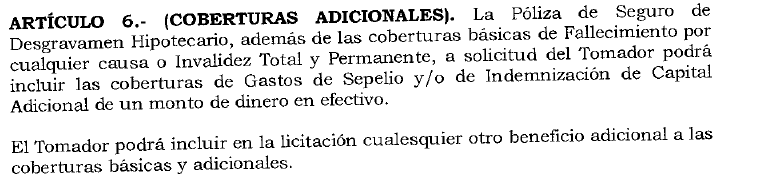 ARTÍCULO 6.- (COBERTURAS ADICIONALES). La Póliza de Seguro de
Desgravamen Hipotecario, además de las coberturas básicas de Fallecimiento por
cualquier causa o Invalidez Total y Permanente, a solicitud del Tomador podrá
incluir las coberturas de Gastos de Sepelio y/o de Indemnización de Capital
Adicional de un monto de dinero en efectivo.
El Tomador podrá incluir en la licitación cualesquier otro beneficio adicional a las
coberturas básicas y adicionales.